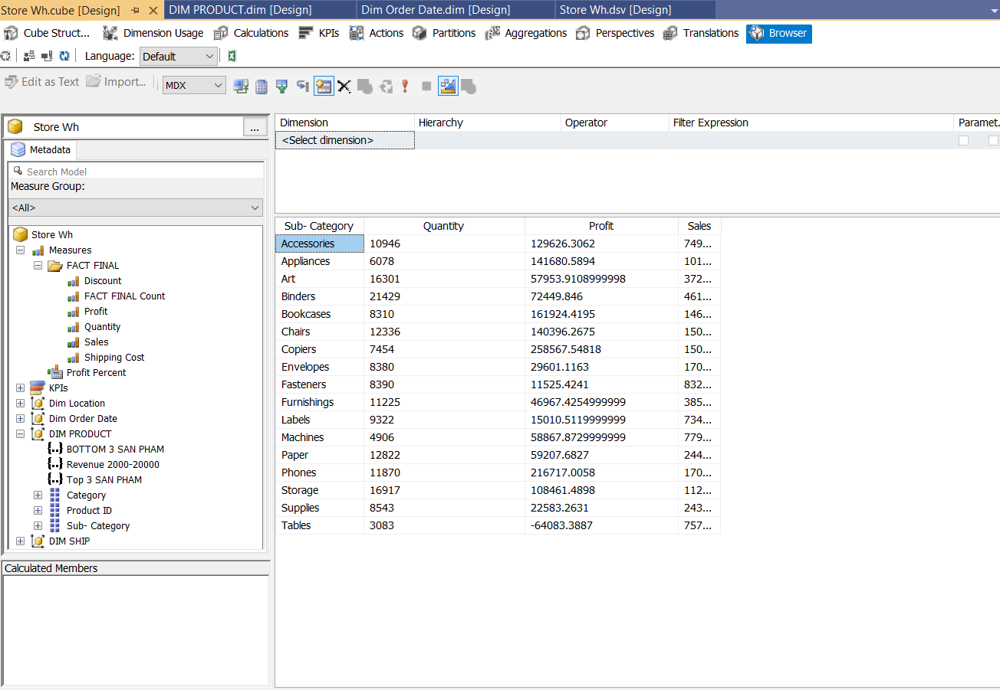 Store Wh.cube [Design] DIM PRODUCT.dim [Design] Dim Order Date.dim [Design] Store Wh.dsv [Design]
Cube Struct... Dimension Usage Calculations KPIs Actions Partitions Aggregations Perspectives Translations Browser
Language: Default
Edit as Text Import... MDX
Store Wh ...
Metadata
Search Model
Measure Group:
<All>
Store Wh
Measures
FACT FINAL
Discount
FACT FINAL Count
Profit
Quantity
Sales
Shipping Cost
Profit Percent
KPIs
Dim Location
Dim Order Date
DIM PRODUCT
BOTTOM 3 SAN PHAM
Revenue 2000-20000
Top 3 SAN PHAM
Category
Product ID
Sub- Category
DIM SHIP
Calculated Members
Dimension Hierarchy Operator Filter Expression Paramet.
<Select dimension>
Sub- Category Quantity Profit Sales
Accessories 10946 129626.3062 749...
Appliances 6078 141680.5894 101...
Art 16301 57953.9108999998 372...
Binders 21429 72449.846 461...
Bookcases 8310 161924.4195 146...
Chairs 12336 140396.2675 150...
Copiers 7454 258567.54818 150...
Envelopes 8380 29601.1163 170...
Fasteners 8390 11525.4241 832...
Furnishings 11225 46967.4254999999 385...
Labels 9322 15010.5119999999 734...
Machines 4906 58867.8729999999 779...
Paper 12822 59207.6827 244...
Phones 11870 216717.0058 170...
Storage 16917 108461.4898 112...
Supplies 8543 22583.2631 243...
Tables 3083 -64083.3887 757...